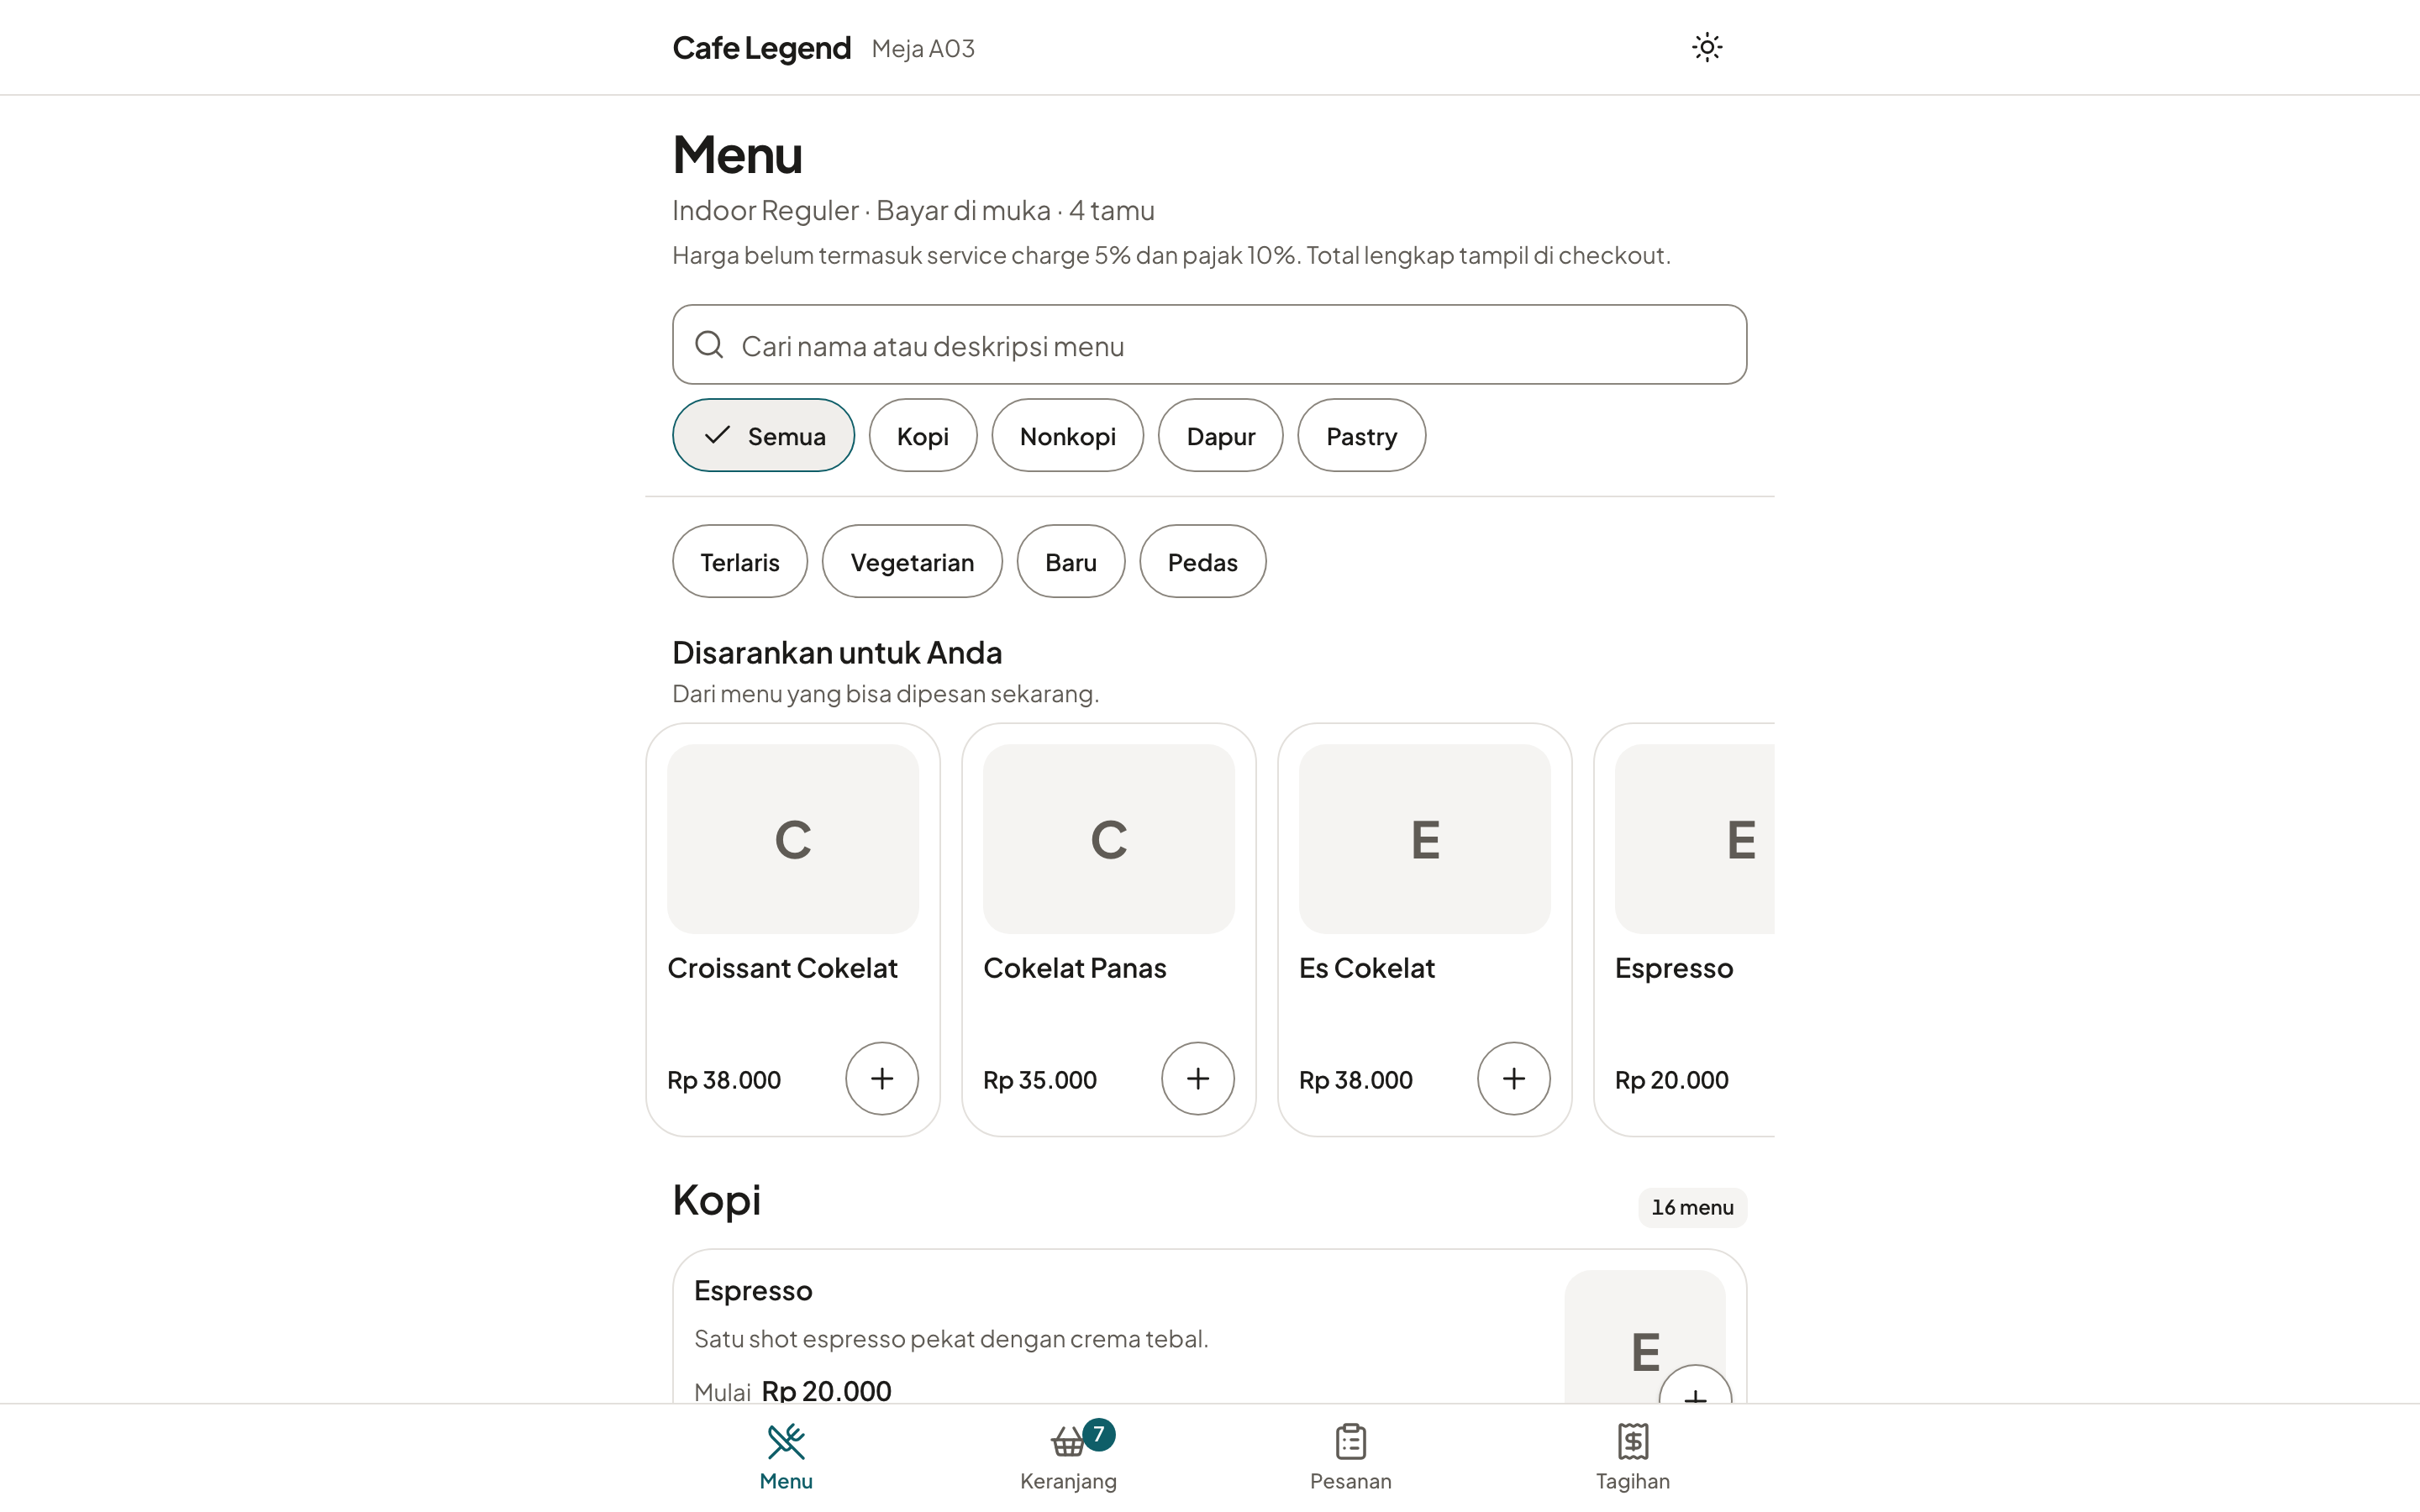 Cafe Legend Meja A03
Menu
Indoor Reguler · Bayar di muka · 4 tamu
Harga belum termasuk service charge 5% dan pajak 10%. Total lengkap tampil di checkout.
Cari nama atau deskripsi menu
Semua Kopi Nonkopi Dapur Pastry
Terlaris Vegetarian Baru Pedas
Disarankan untuk Anda
Dari menu yang bisa dipesan sekarang.
C C E E
Croissant Cokelat Cokelat Panas Es Cokelat Espresso
Rp 38.000 Rp 35.000 Rp 38.000 Rp 20.000
Kopi 16 menu
Espresso
Satu shot espresso pekat dengan crema tebal.
E
Mulai Rp 20.000
7
Menu Keranjang Pesanan Tagihan